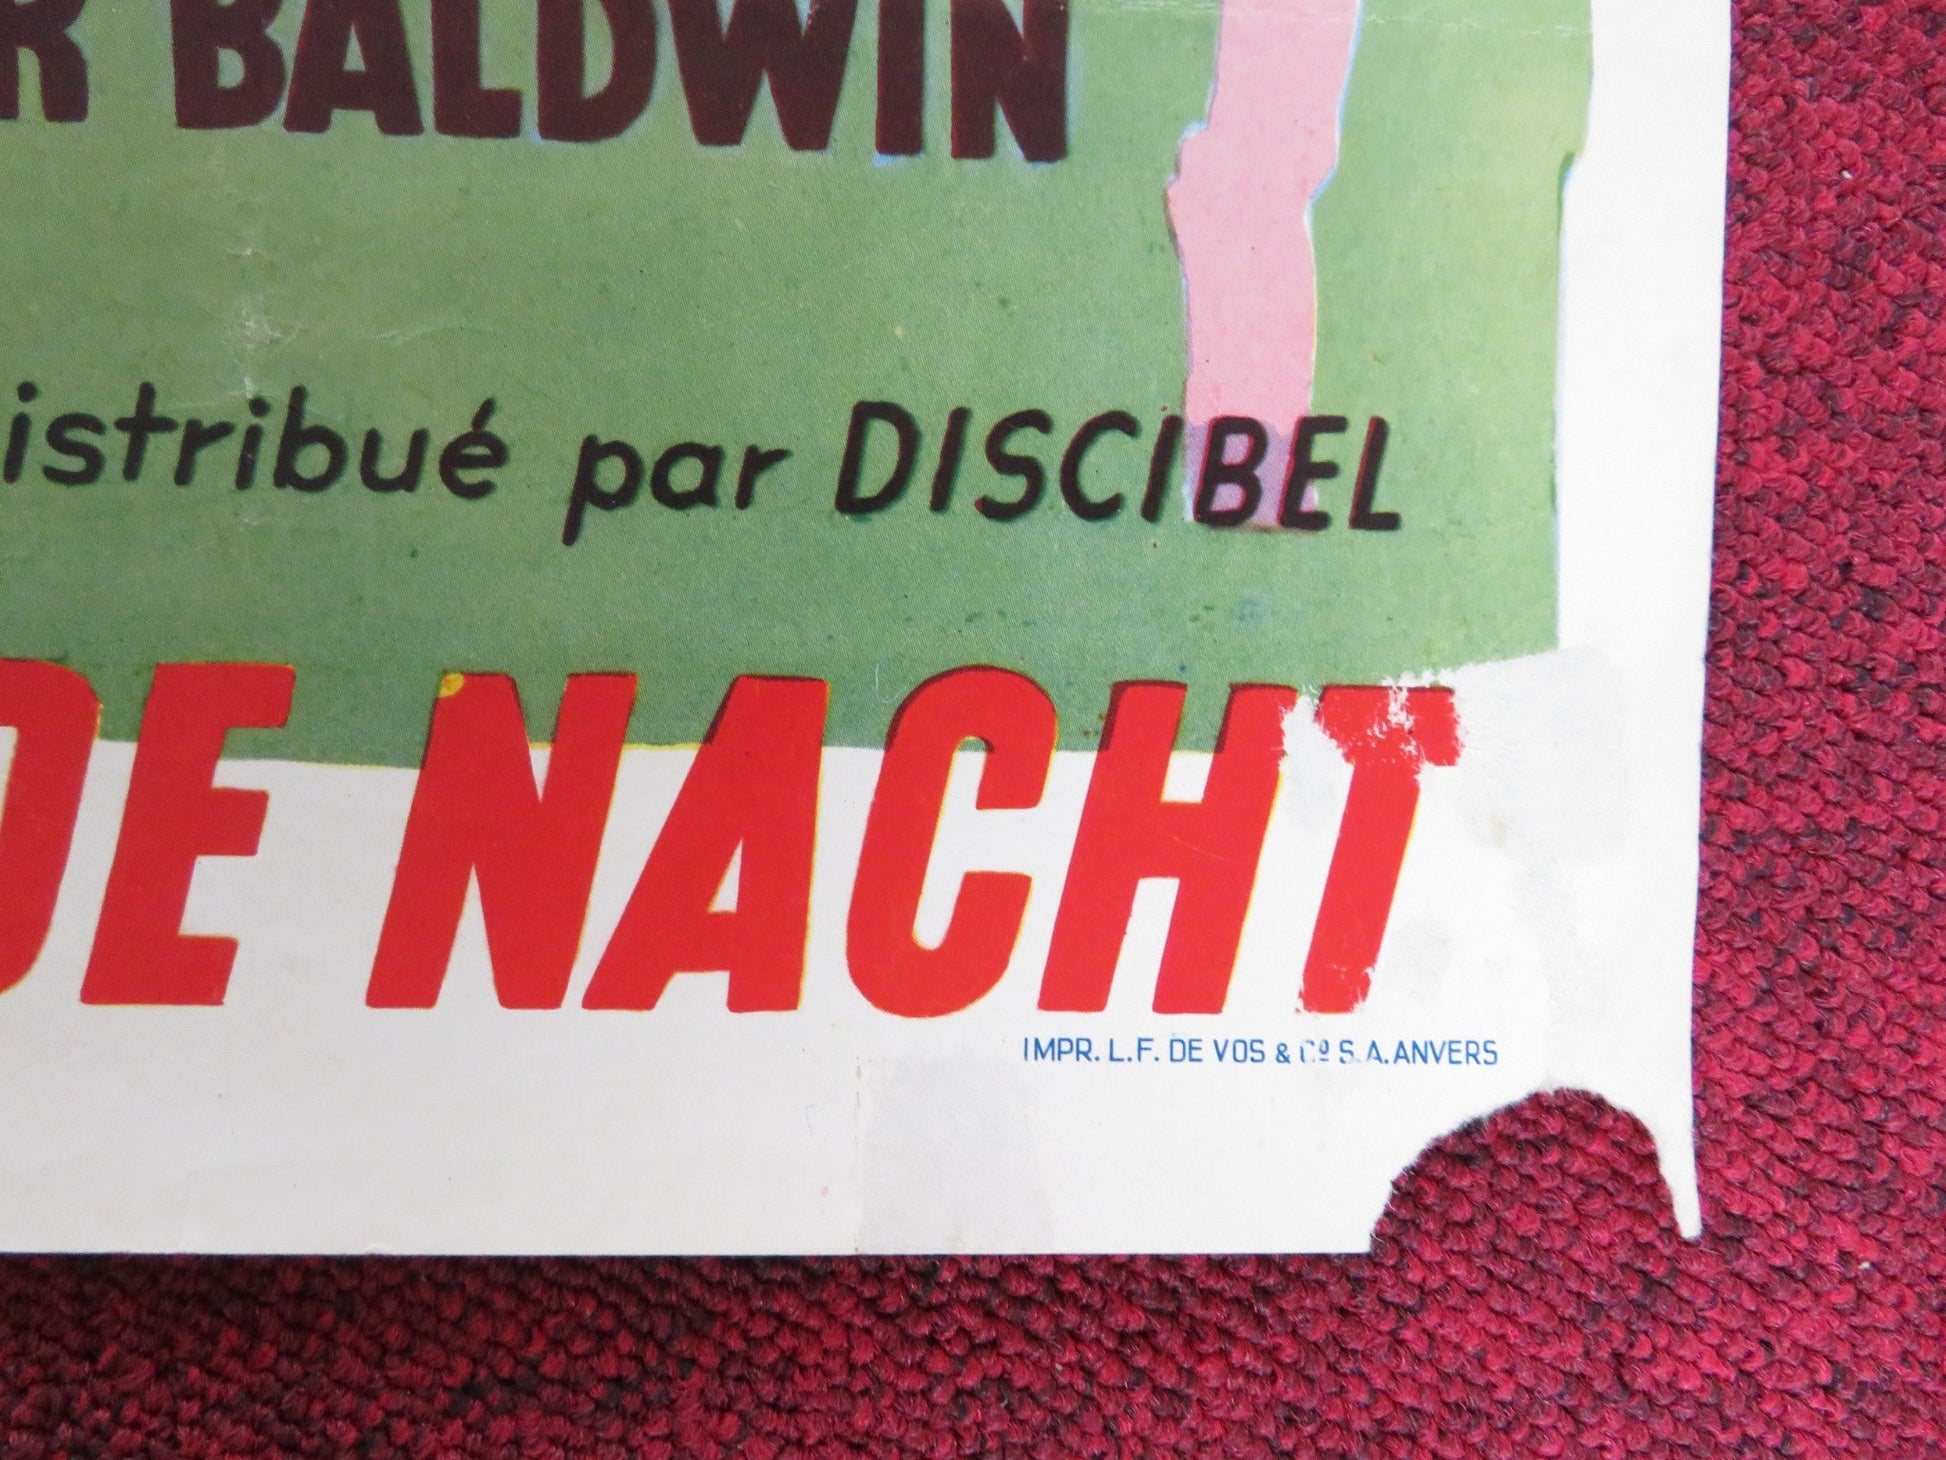 R BALDWIN
istribué par DISCIBEL
DE NACHT
IMPR. L.F. DE VOS & Cº S.A. ANVERS